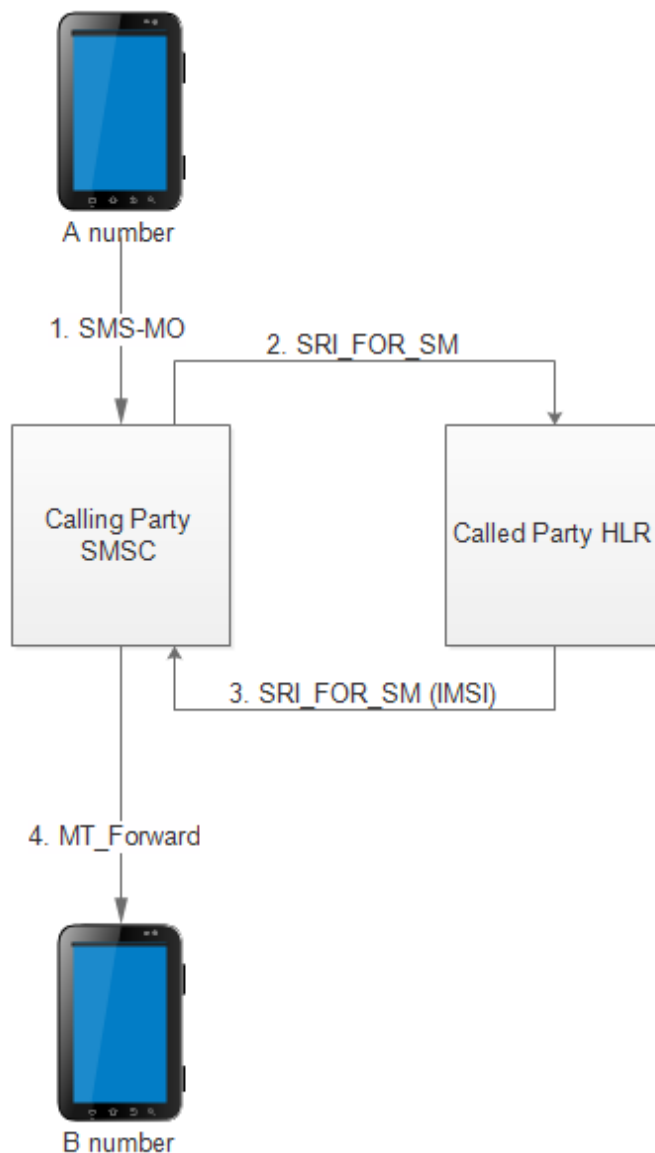 A number
1. SMS-MO
2. SRI_FOR_SM
Calling Party
SMSC
Called Party HLR
3. SRI_FOR_SM (IMSI)
4. MT_Forward
B number